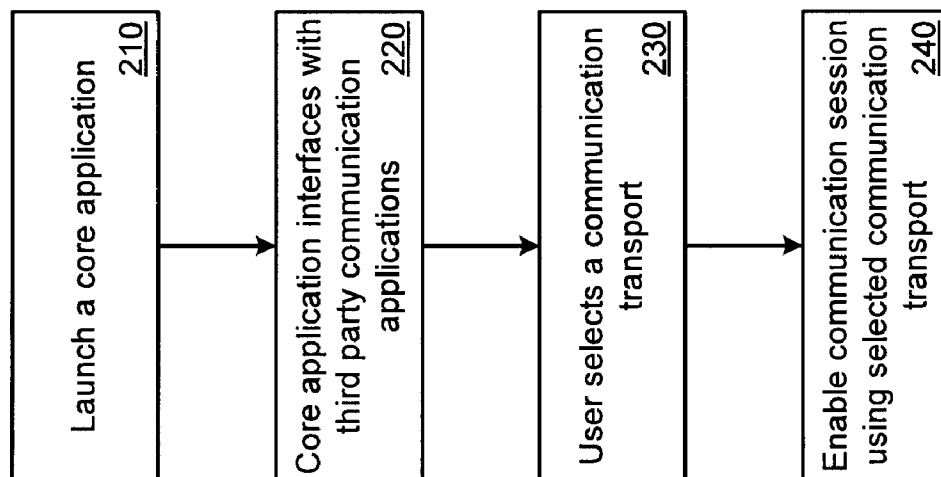 Launch a core application
210
Core application interfaces with
third party communication
applications
220
User selects a communication
transport
230
Enable communication session
using selected communication
transport
240